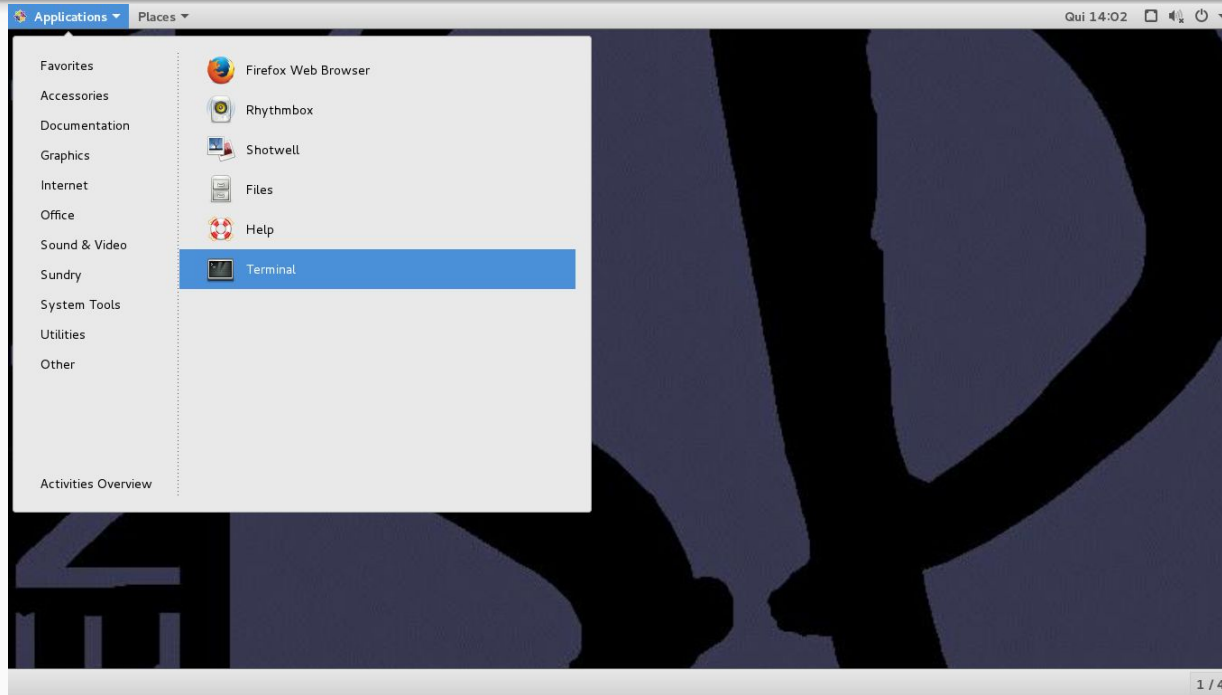 Applications Places Qui 14:02
Favorites
Accessories
Documentation
Graphics
Internet
Office
Sound & Video
Sundry
System Tools
Utilities
Other
Activities Overview
Firefox Web Browser
Rhythmbox
Shotwell
Files
Help
Terminal
1 / 4